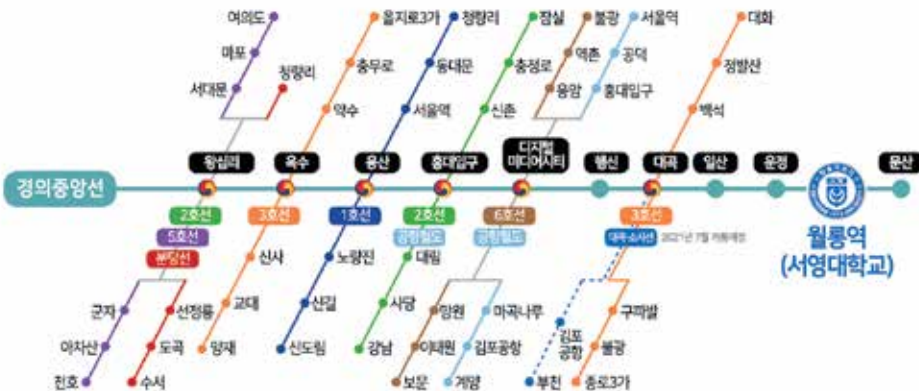 여의도
마포
서대문
청량리
을지로3가
충무로
약수
청량리
동대문
서울역
잠실
충정로
신촌
불광
역촌
응암
서울역
공덕
홍대입구
대화
정발산
백석
경의중앙선
왕십리
옥수
용산
홍대입구
디지털
미디어시티
행신
대곡
일산
운정
문산
2호선
5호선
분당선
3호선
1호선
2호선
공항철도
6호선
공항철도
3호선
대곡·소사선 2021년 7월 개통예정
월롱역
(서영대학교)
군자
아차산
천호
선정릉
도곡
수서
신사
교대
양재
노량진
신길
신도림
대림
사당
강남
망원
이태원
보문
마곡나루
김포공항
계양
김포
공항
부천
구파발
불광
종로3가